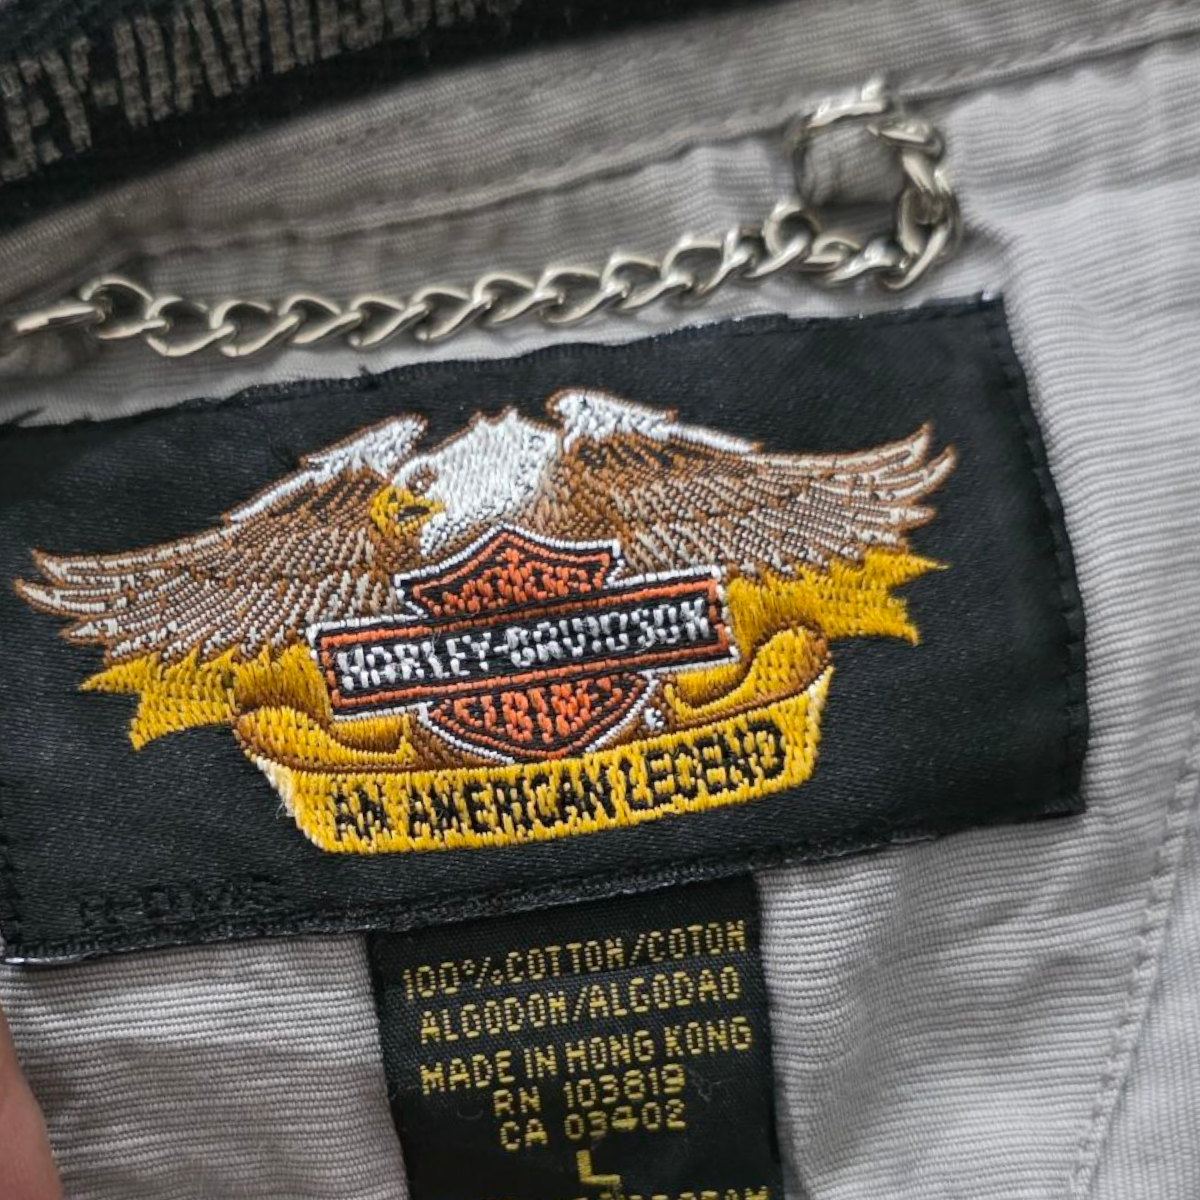 HARLEY-DAVIDSON
AN AMERICAN LEGEND
100% COTTON/COTON
ALGODON/ALGODAO
MADE IN HONG KONG
RN 103819
CA 03402
L